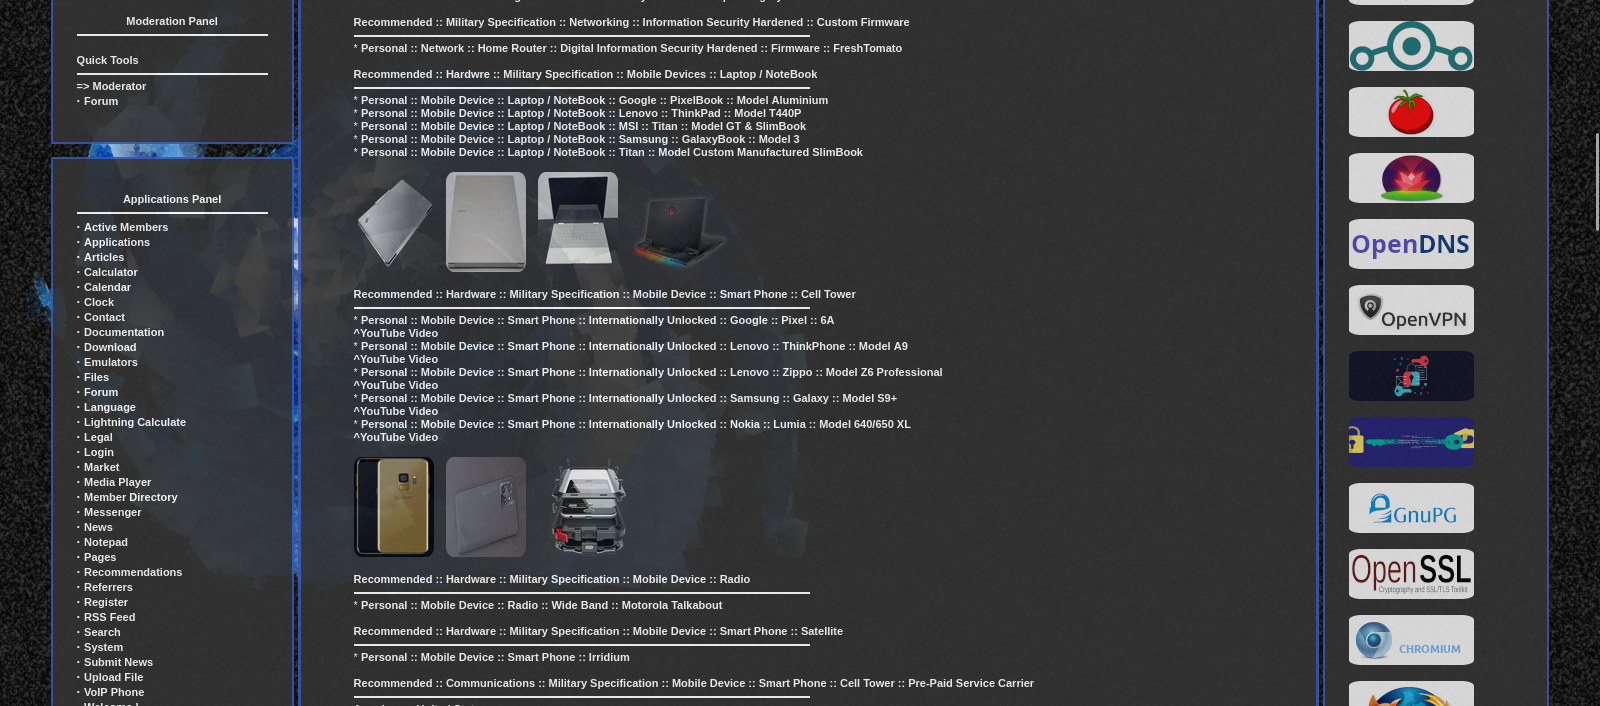 Moderation Panel
Quick Tools
=> Moderator
· Forum
Applications Panel
· Active Members
· Applications
· Articles
· Calculator
· Calendar
· Clock
· Contact
· Documentation
· Download
· Emulators
· Files
· Forum
· Language
· Lightning Calculate
· Legal
· Login
· Market
· Media Player
· Member Directory
· Messenger
· News
· Notepad
· Pages
· Recommendations
· Referrers
· Register
· RSS Feed
· Search
· System
· Submit News
· Upload File
· VoIP Phone
Recommended :: Military Specification :: Networking :: Information Security Hardened :: Custom Firmware
* Personal :: Network :: Home Router :: Digital Information Security Hardened :: Firmware :: FreshTomato
Recommended :: Hardwre :: Military Specification :: Mobile Devices :: Laptop / NoteBook
* Personal :: Mobile Device :: Laptop / NoteBook :: Google :: PixelBook :: Model Aluminium
* Personal :: Mobile Device :: Laptop / NoteBook :: Lenovo :: ThinkPad :: Model T440P
* Personal :: Mobile Device :: Laptop / NoteBook :: MSI :: Titan :: Model GT & SlimBook
* Personal :: Mobile Device :: Laptop / NoteBook :: Samsung :: GalaxyBook :: Model 3
* Personal :: Mobile Device :: Laptop / NoteBook :: Titan :: Model Custom Manufactured SlimBook
Recommended :: Hardware :: Military Specification :: Mobile Device :: Smart Phone :: Cell Tower
* Personal :: Mobile Device :: Smart Phone :: Internationally Unlocked :: Google :: Pixel :: 6A
^YouTube Video
* Personal :: Mobile Device :: Smart Phone :: Internationally Unlocked :: Lenovo :: ThinkPhone :: Model A9
^YouTube Video
* Personal :: Mobile Device :: Smart Phone :: Internationally Unlocked :: Lenovo :: Zippo :: Model Z6 Professional
^YouTube Video
* Personal :: Mobile Device :: Smart Phone :: Internationally Unlocked :: Samsung :: Galaxy :: Model S9+
^YouTube Video
* Personal :: Mobile Device :: Smart Phone :: Internationally Unlocked :: Nokia :: Lumia :: Model 640/650 XL
^YouTube Video
Recommended :: Hardware :: Military Specification :: Mobile Device :: Radio
* Personal :: Mobile Device :: Radio :: Wide Band :: Motorola Talkabout
Recommended :: Hardware :: Military Specification :: Mobile Device :: Smart Phone :: Satellite
* Personal :: Mobile Device :: Smart Phone :: Irridium
Recommended :: Communications :: Military Specification :: Mobile Device :: Smart Phone :: Cell Tower :: Pre-Paid Service Carrier
OpenDNS
OpenVPN
GnuPG
OpenSSL
Cryptography and SSL/TLS Toolkit
CHROMIUM